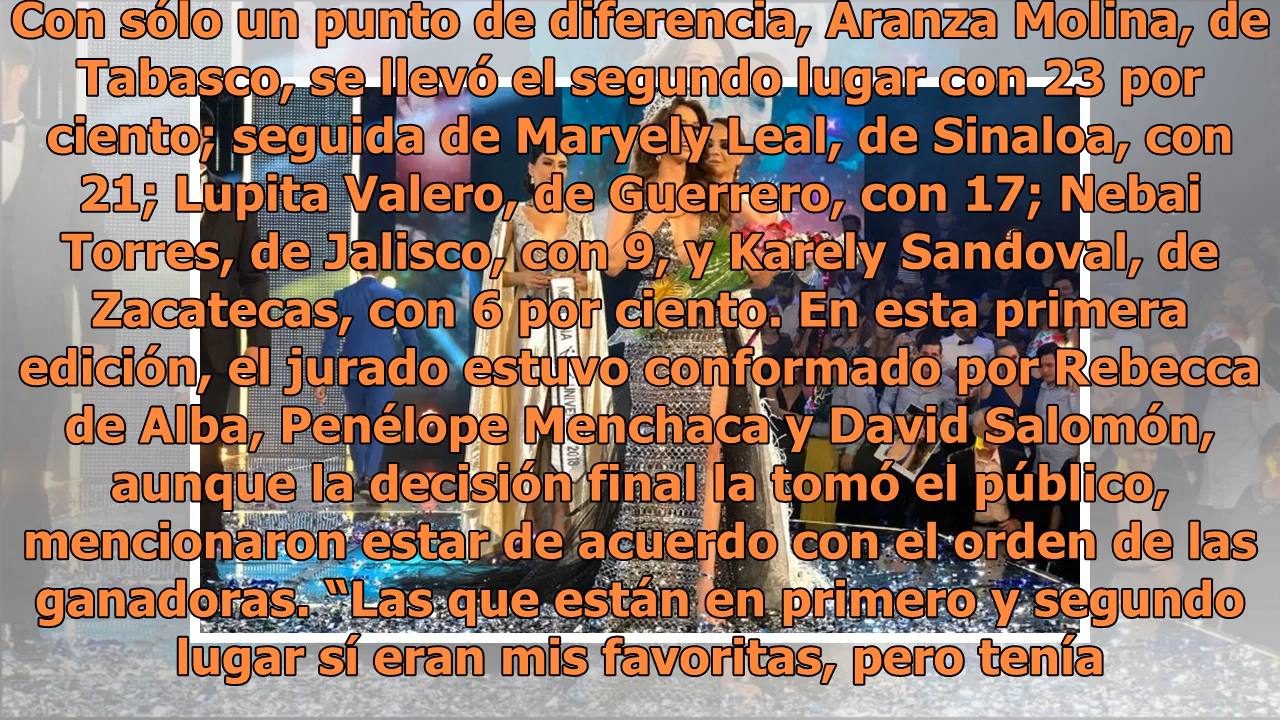 Con sólo un punto de diferencia, Aranza Molina, de
Tabasco, se llevó el segundo lugar con 23 por
ciento; seguida de Maryely Leal, de Sinaloa, con
21; Lupita Valero, de Guerrero, con 17; Nebai
Torres, de Jalisco, con 9, y Karely Sandoval, de
Zacatecas, con 6 por ciento. En esta primera
edición, el jurado estuvo conformado por Rebecca
de Alba, Penélope Menchaca y David Salomón,
aunque la decisión final la tomó el público,
mencionaron estar de acuerdo con el orden de las
ganadoras. “Las que están en primero y segundo
lugar sí eran mis favoritas, pero tenía